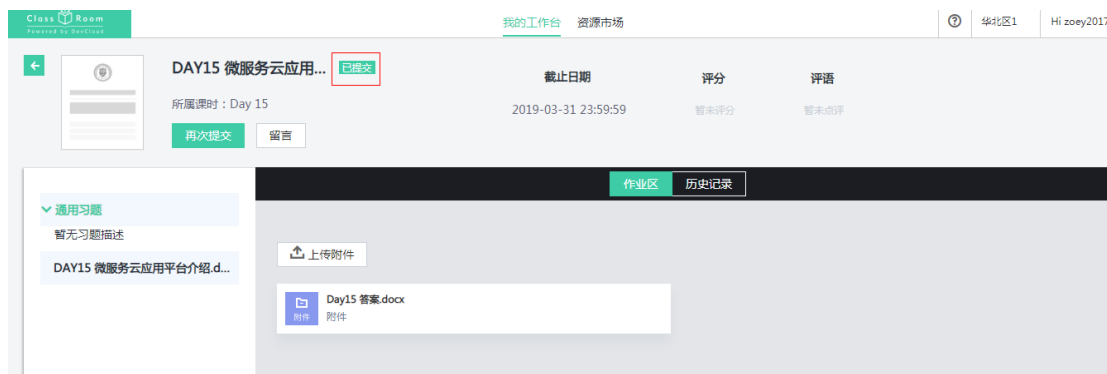 Class Room
Powered by DevCloud
我的工作台 资源市场
华北区1 Hi zoey2017
DAY15 微服务云应用... 已提交
所属课时：Day 15
再次提交 留言
截止日期 评分 评语
2019-03-31 23:59:59 暂未评分 暂未点评
作业区 历史记录
通用习题
暂无习题描述
DAY15 微服务云应用平台介绍.d...
上传附件
Day15 答案.docx
附件 附件